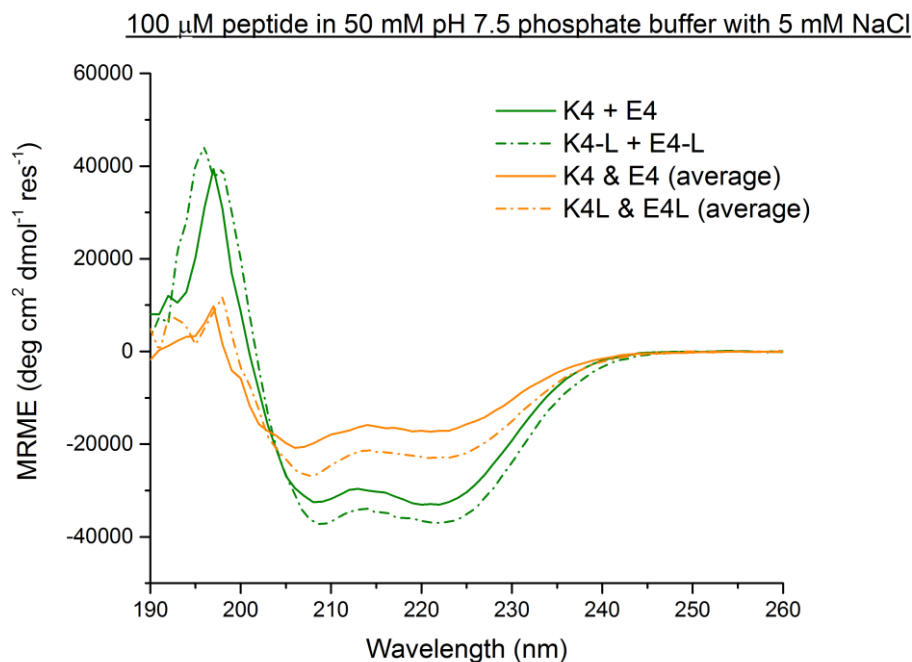 100 μM peptide in 50 mM pH 7.5 phosphate buffer with 5 mM NaCl
60000
40000
20000
0
-20000
-40000
MRME (deg cm² dmol⁻¹ res⁻¹)
K4 + E4
K4-L + E4-L
K4 & E4 (average)
K4L & E4L (average)
190 200 210 220 230 240 250 260
Wavelength (nm)